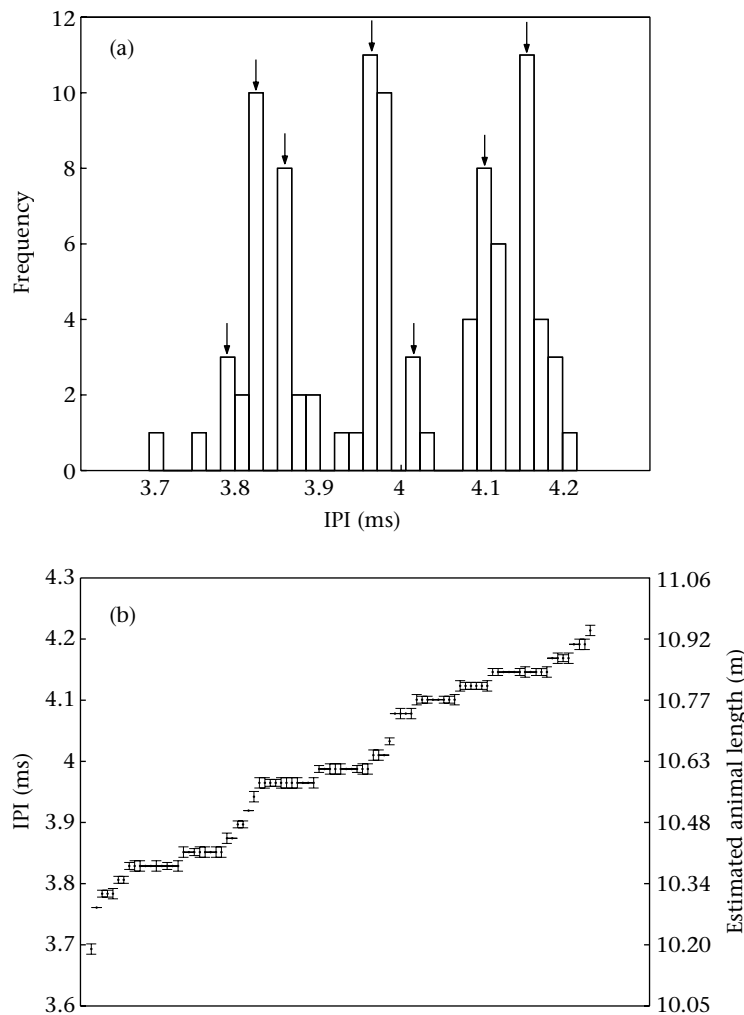 12
(a)
10
8
6
4
2
0
Frequency
3.7 3.8 3.9 4 4.1 4.2
IPI (ms)
4.3 11.06
(b)
4.2 10.92
4.1 10.77
4 10.63
3.9 10.48
3.8 10.34
3.7 10.20
3.6 10.05
IPI (ms)
Estimated animal length (m)